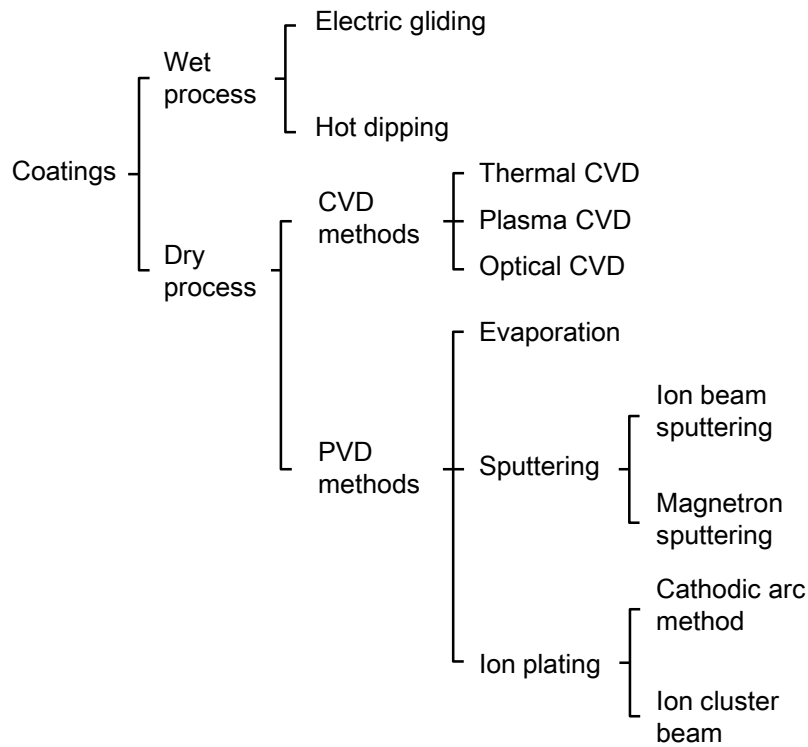 Electric gliding
Wet
process
Hot dipping
Coatings
Thermal CVD
CVD
methods
Plasma CVD
Dry
process
Optical CVD
Evaporation
Ion beam
sputtering
PVD
methods
Sputtering
Magnetron
sputtering
Cathodic arc
method
Ion plating
Ion cluster
beam